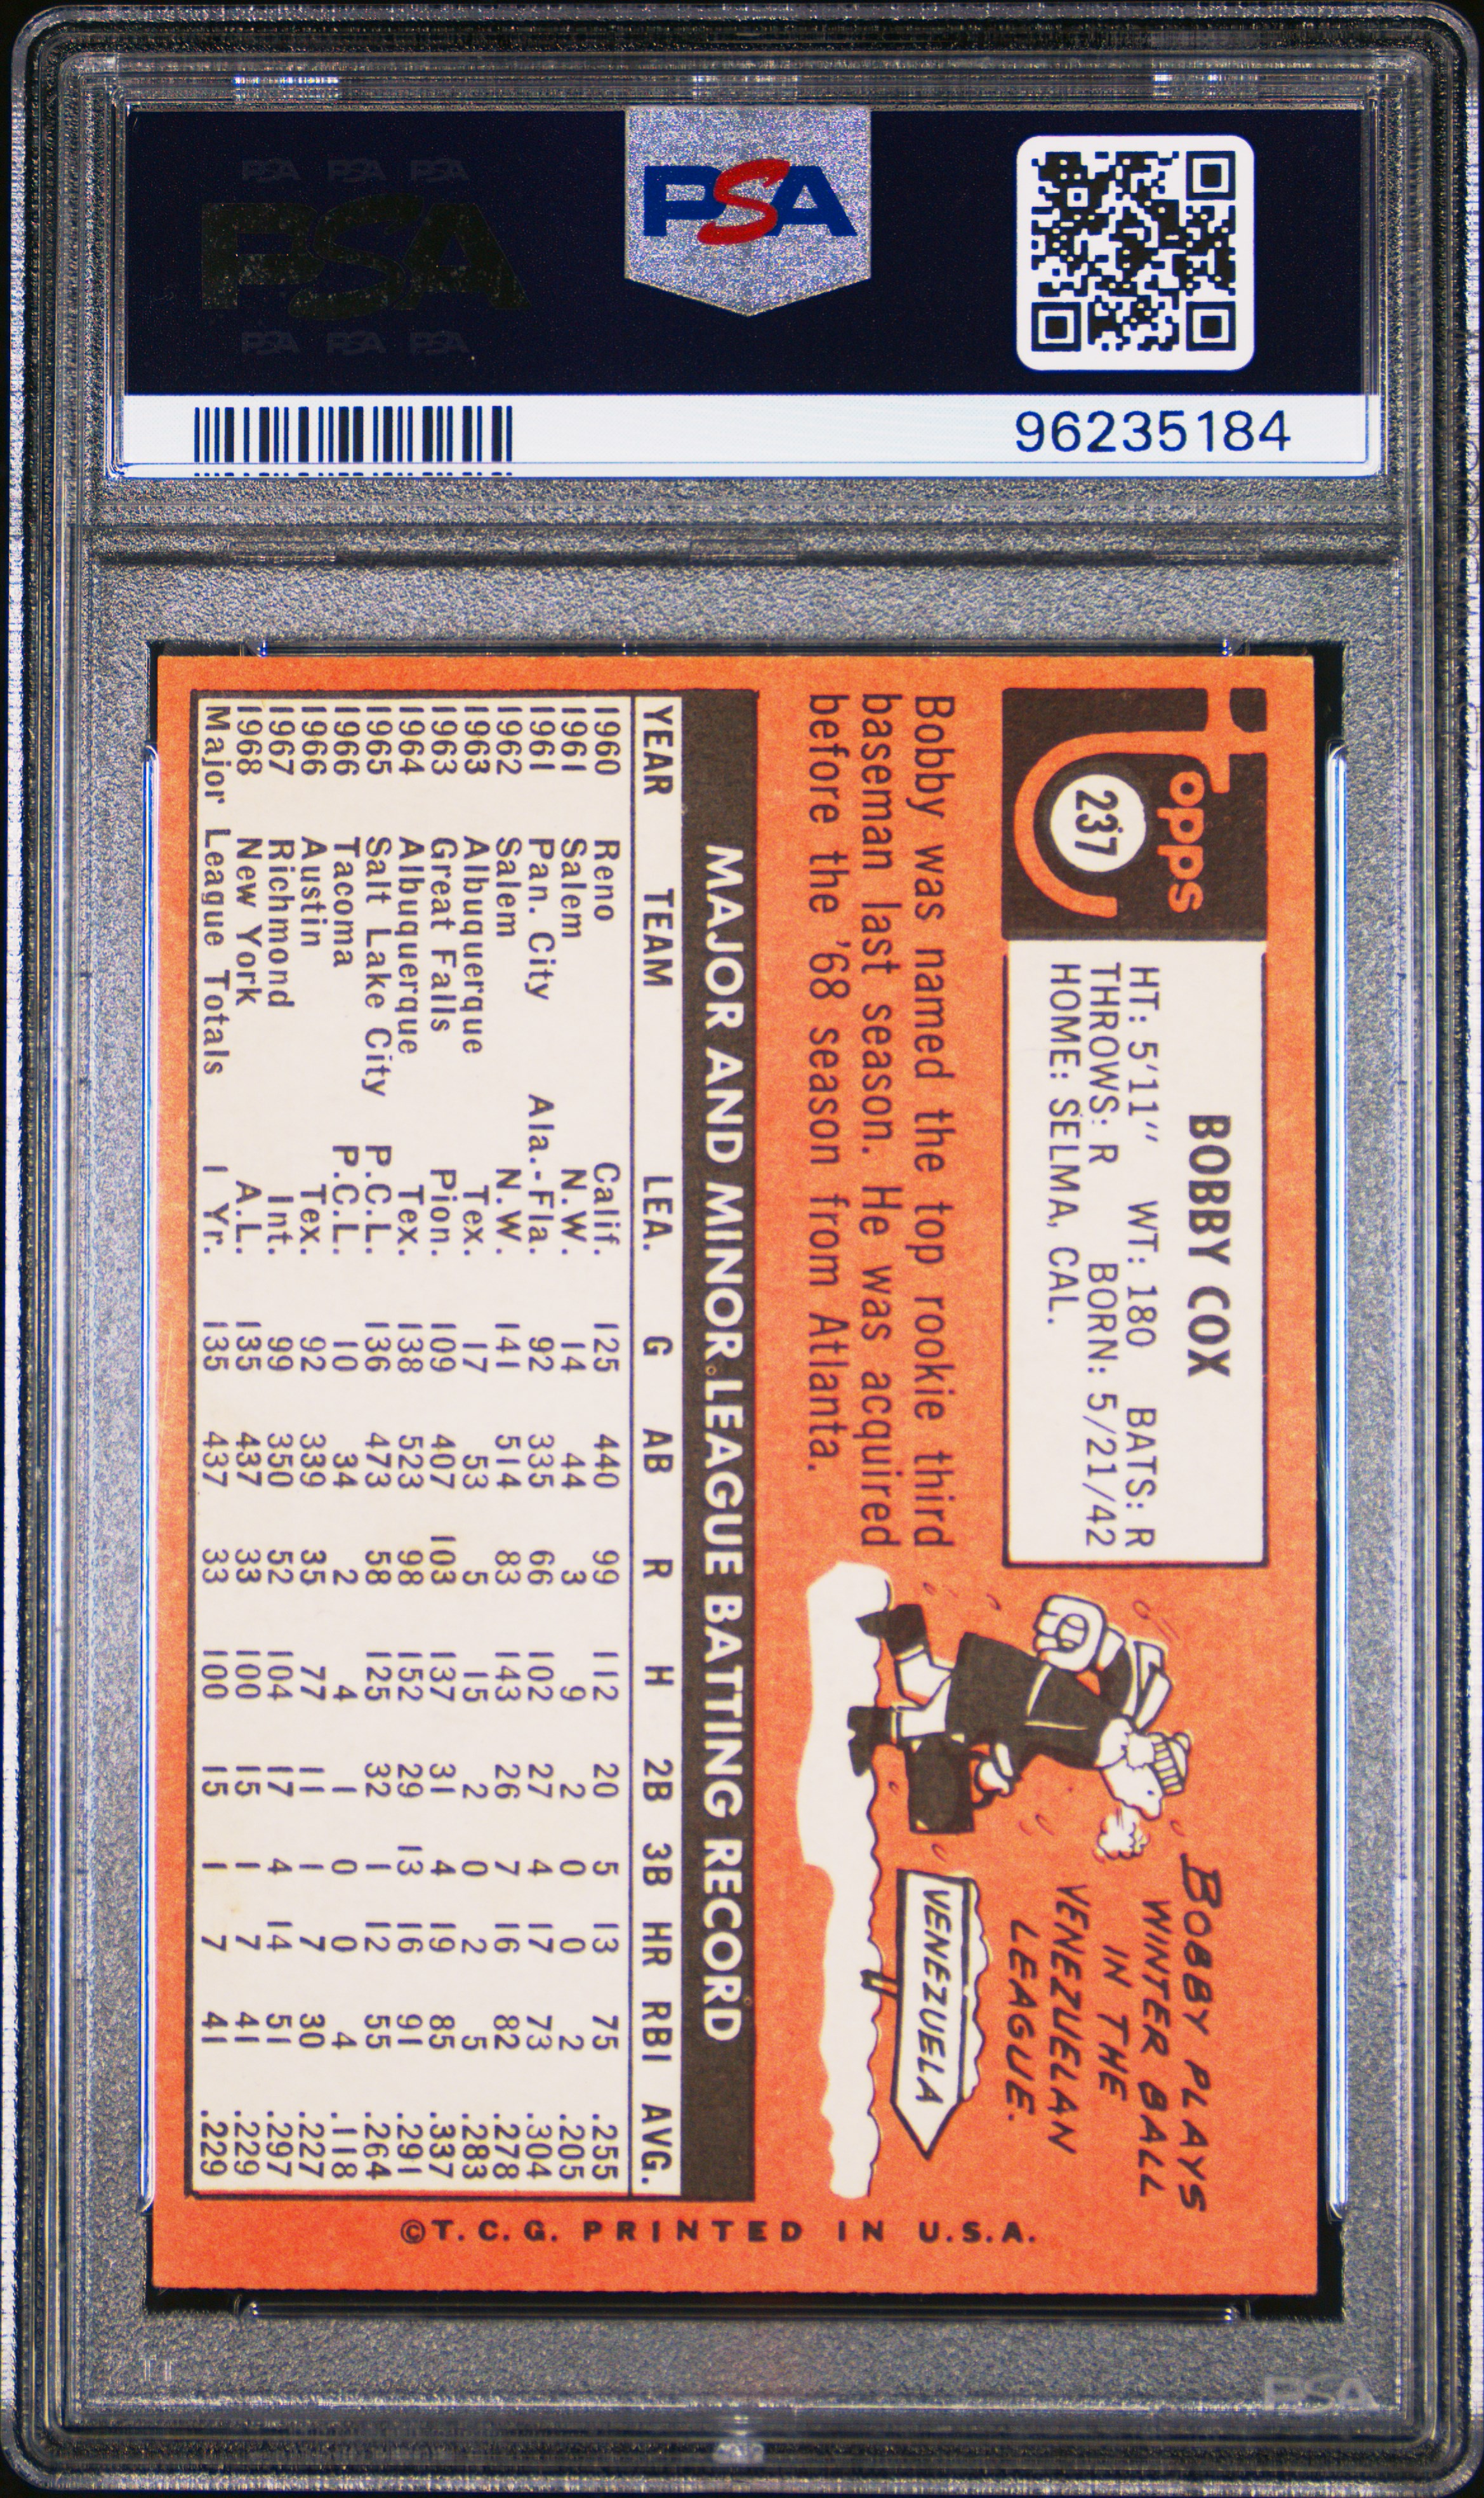 PSA PSA PSA
PSA
PSA PSA PSA
PSA
96235184
Topps
237
BOBBY COX
HT: 5'11" WT: 180 BATS: R
THROWS: R BORN: 5/21/42
HOME: SELMA, CAL.
Bobby was named the top rookie third
baseman last season. He was acquired
before the '68 season from Atlanta.
BOBBY PLAYS
WINTER BALL
IN THE
VENEZUELAN
LEAGUE.
VENEZUELA
MAJOR AND MINOR LEAGUE BATTING RECORD
YEAR TEAM LEA. G AB R H 2B 3B HR RBI AVG.
1960 Reno Calif. 125 440 99 112 20 5 13 75 .255
1961 Salem N.W. 14 44 3 9 2 0 0 2 .205
1961 Pan. City Ala.-Fla. 92 335 66 102 27 4 17 73 .304
1962 Salem N.W. 141 514 83 143 26 7 16 82 .278
1963 Albuquerque Tex. 17 53 5 15 2 0 2 5 .283
1963 Great Falls Pion. 109 407 103 137 31 4 19 85 .337
1964 Albuquerque Tex. 138 523 98 152 29 13 16 91 .291
1965 Salt Lake City P.C.L. 136 473 58 125 32 1 12 55 .264
1966 Tacoma P.C.L. 10 34 2 4 1 0 0 4 .118
1966 Austin Tex. 92 339 35 77 11 1 7 30 .227
1967 Richmond Int. 99 350 52 104 17 4 14 51 .297
1968 New York A.L. 135 437 33 100 15 1 7 41 .229
Major League Totals 1 Yr. 135 437 33 100 15 1 7 41 .229
©T.C.G. PRINTED IN U.S.A.
PSA